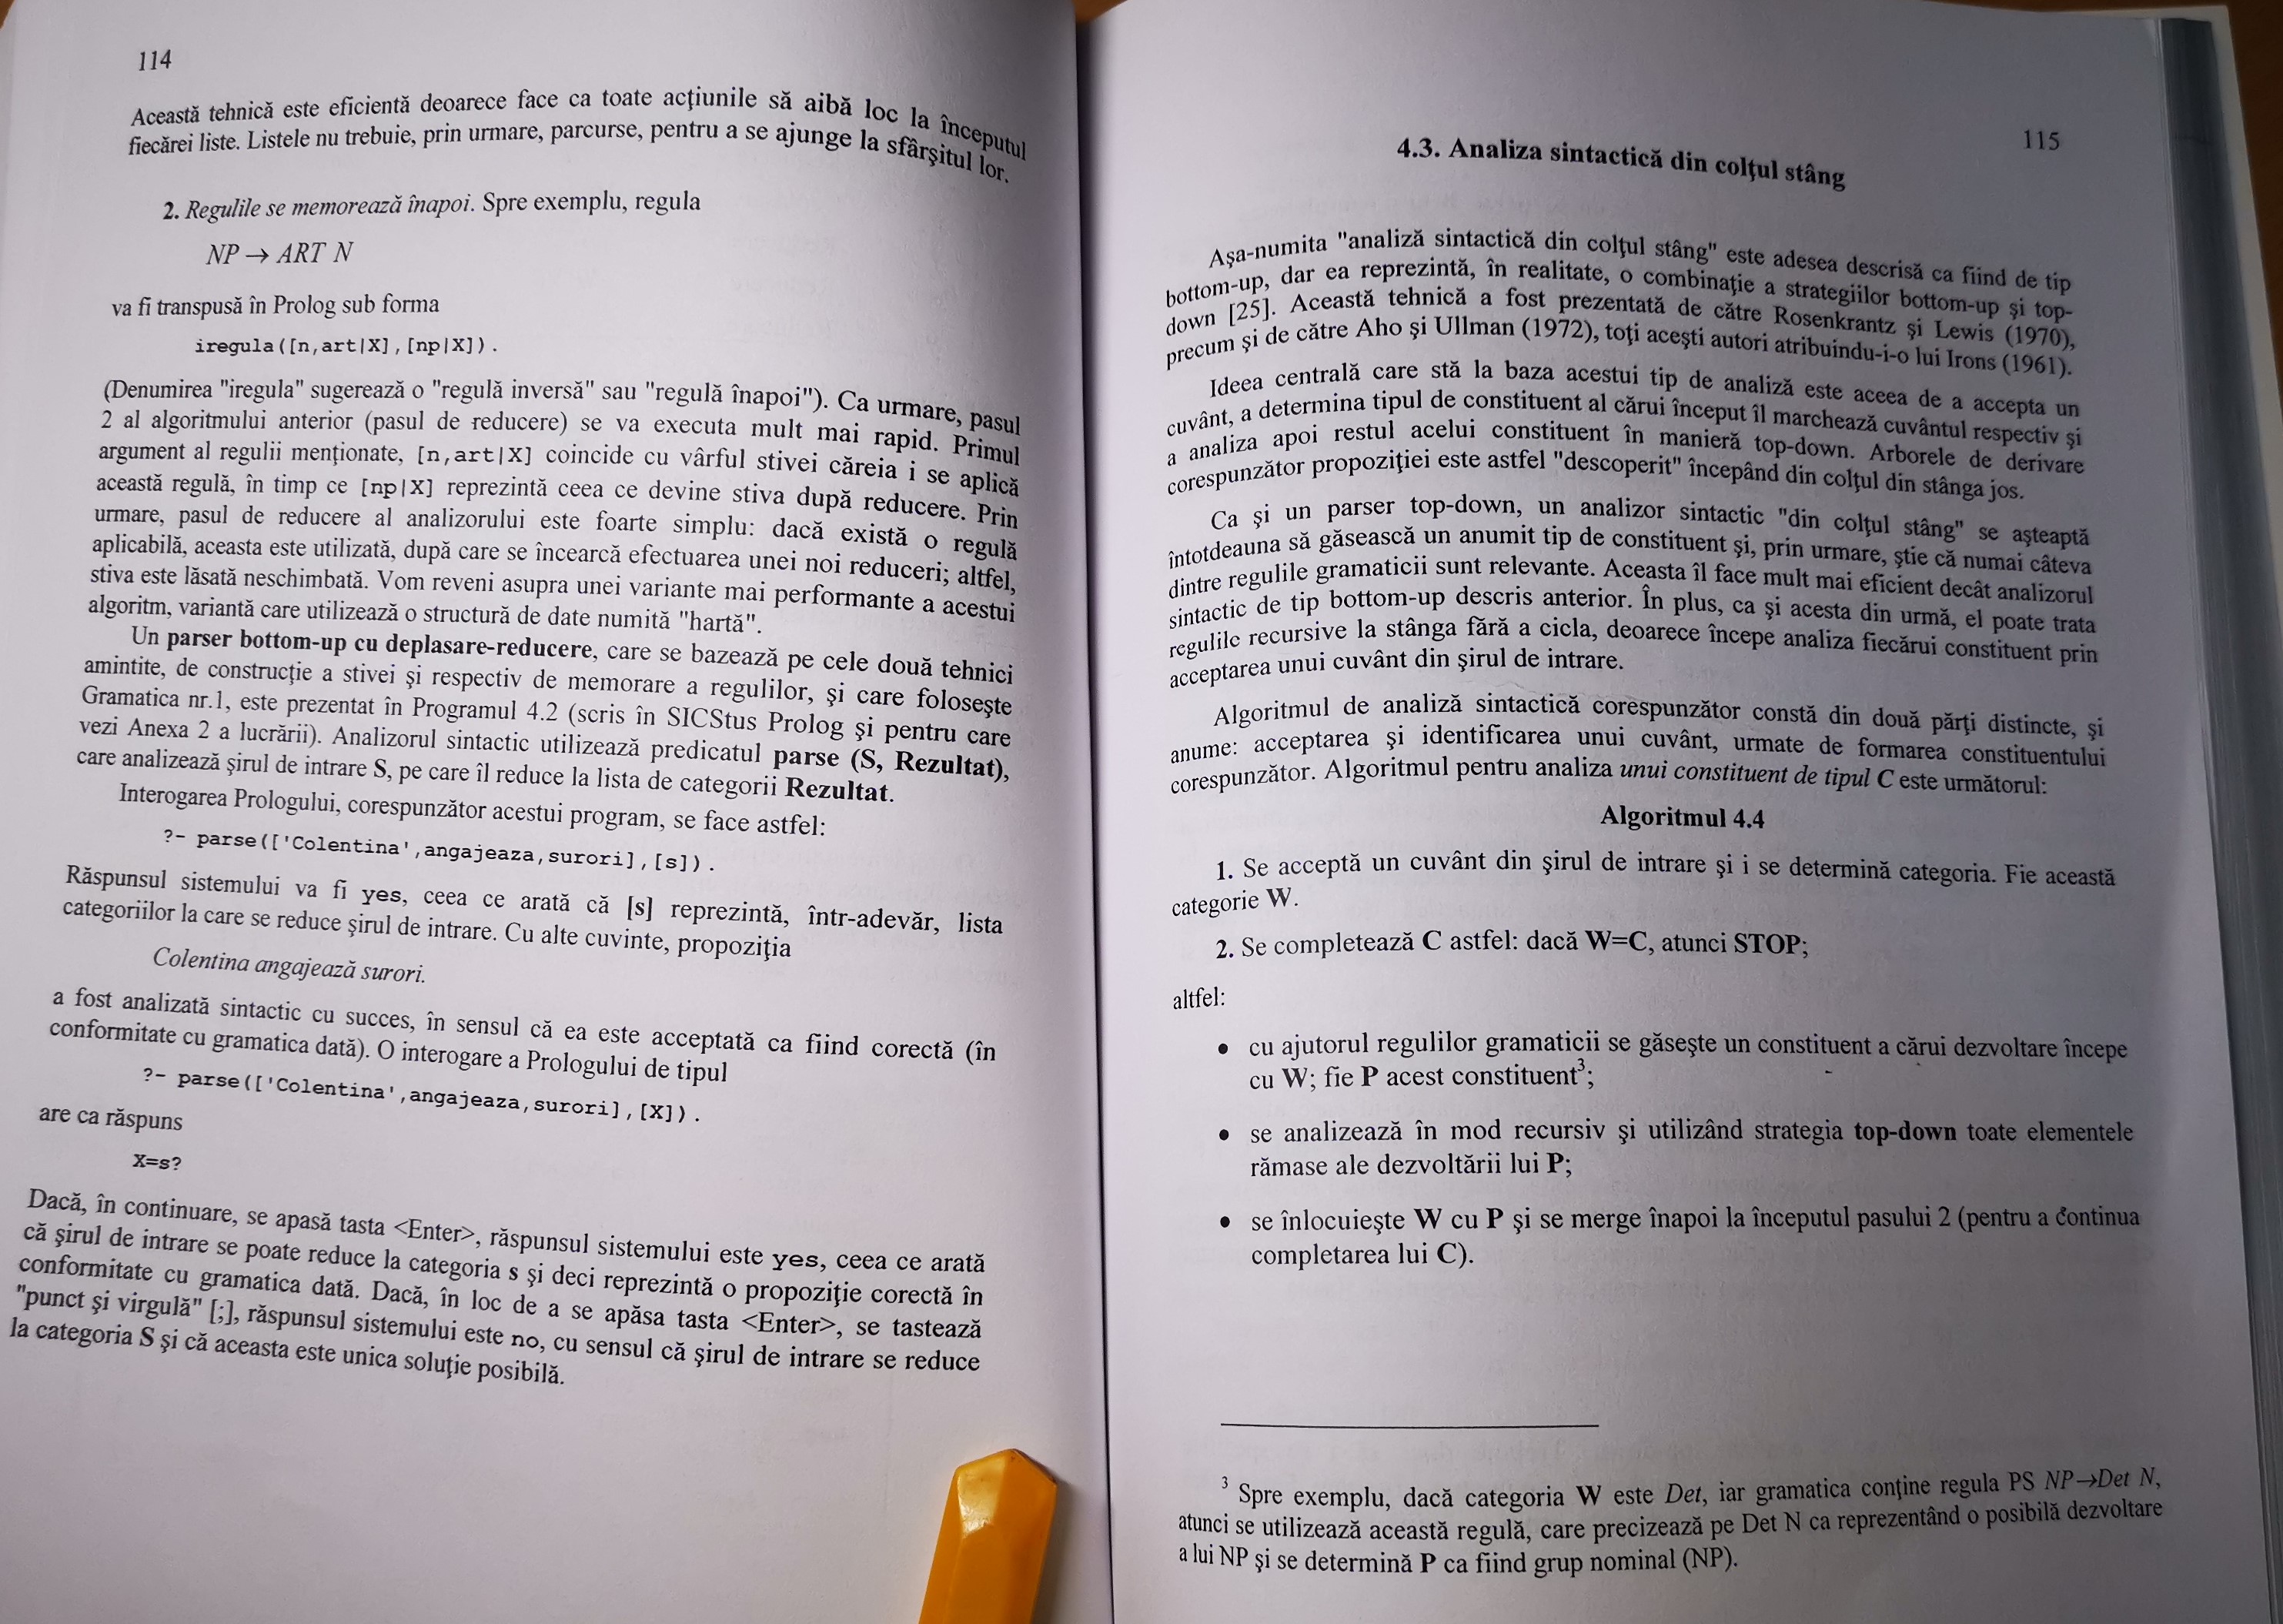 114
Această tehnică este eficientă deoarece face ca toate acţiunile să aibă loc la începutul
fiecărei liste. Listele nu trebuie, prin urmare, parcurse, pentru a se ajunge la sfârşitul lor.
2. Regulile se memorează înapoi. Spre exemplu, regula
NP → ART N
va fi transpusă în Prolog sub forma
iregula([n,art|X],[np|X]).
(Denumirea "iregula" sugerează o "regulă inversă" sau "regulă înapoi"). Ca urmare, pasul
2 al algoritmului anterior (pasul de reducere) se va executa mult mai rapid. Primul
argument al regulii menţionate, [n,art|X] coincide cu vârful stivei căreia i se aplică
această regulă, în timp ce [np|X] reprezintă ceea ce devine stiva după reducere. Prin
urmare, pasul de reducere al analizorului este foarte simplu: dacă există o regulă
aplicabilă, aceasta este utilizată, după care se încearcă efectuarea unei noi reduceri; altfel,
stiva este lăsată neschimbată. Vom reveni asupra unei variante mai performante a acestui
algoritm, variantă care utilizează o structură de date numită "hartă".
Un parser bottom-up cu deplasare-reducere, care se bazează pe cele două tehnici
amintite, de construcţie a stivei şi respectiv de memorare a regulilor, şi care foloseşte
Gramatica nr.1, este prezentat în Programul 4.2 (scris în SICStus Prolog şi pentru care
vezi Anexa 2 a lucrării). Analizorul sintactic utilizează predicatul parse (S, Rezultat),
care analizează şirul de intrare S, pe care îl reduce la lista de categorii Rezultat.
Interogarea Prologului, corespunzător acestui program, se face astfel:
?- parse(['Colentina',angajeaza,surori],[s]).
Răspunsul sistemului va fi yes, ceea ce arată că [s] reprezintă, într-adevăr, lista
categoriilor la care se reduce şirul de intrare. Cu alte cuvinte, propoziţia
Colentina angajează surori.
a fost analizată sintactic cu succes, în sensul că ea este acceptată ca fiind corectă (în
conformitate cu gramatica dată). O interogare a Prologului de tipul
?- parse(['Colentina',angajeaza,surori],[X]).
are ca răspuns
X=s?
Dacă, în continuare, se apasă tasta <Enter>, răspunsul sistemului este yes, ceea ce arată
că şirul de intrare se poate reduce la categoria s şi deci reprezintă o propoziţie corectă în
conformitate cu gramatica dată. Dacă, în loc de a se apăsa tasta <Enter>, se tastează
"punct şi virgulă" [;], răspunsul sistemului este no, cu sensul că şirul de intrare se reduce
la categoria S şi că aceasta este unica soluţie posibilă.
115
4.3. Analiza sintactică din colţul stâng
Aşa-numita "analiză sintactică din colţul stâng" este adesea descrisă ca fiind de tip
bottom-up, dar ea reprezintă, în realitate, o combinaţie a strategiilor bottom-up şi top-
down [25]. Această tehnică a fost prezentată de către Rosenkrantz şi Lewis (1970),
precum şi de către Aho şi Ullman (1972), toţi aceşti autori atribuindu-i-o lui Irons (1961).
Ideea centrală care stă la baza acestui tip de analiză este aceea de a accepta un
cuvânt, a determina tipul de constituent al cărui început îl marchează cuvântul respectiv şi
a analiza apoi restul acelui constituent în manieră top-down. Arborele de derivare
corespunzător propoziţiei este astfel "descoperit" începând din colţul din stânga jos.
Ca şi un parser top-down, un analizor sintactic "din colţul stâng" se aşteaptă
întotdeauna să găsească un anumit tip de constituent şi, prin urmare, ştie că numai câteva
dintre regulile gramaticii sunt relevante. Aceasta îl face mult mai eficient decât analizorul
sintactic de tip bottom-up descris anterior. În plus, ca şi acesta din urmă, el poate trata
regulile recursive la stânga fără a cicla, deoarece începe analiza fiecărui constituent prin
acceptarea unui cuvânt din şirul de intrare.
Algoritmul de analiză sintactică corespunzător constă din două părţi distincte, şi
anume: acceptarea şi identificarea unui cuvânt, urmate de formarea constituentului
corespunzător. Algoritmul pentru analiza unui constituent de tipul C este următorul:
Algoritmul 4.4
1. Se acceptă un cuvânt din şirul de intrare şi i se determină categoria. Fie această
categorie W.
2. Se completează C astfel: dacă W=C, atunci STOP;
altfel:
• cu ajutorul regulilor gramaticii se găseşte un constituent a cărui dezvoltare începe
cu W; fie P acest constituent3;
• se analizează în mod recursiv şi utilizând strategia top-down toate elementele
rămase ale dezvoltării lui P;
• se înlocuieşte W cu P şi se merge înapoi la începutul pasului 2 (pentru a continua
completarea lui C).
3 Spre exemplu, dacă categoria W este Det, iar gramatica conţine regula PS NP→Det N,
atunci se utilizează această regulă, care precizează pe Det N ca reprezentând o posibilă dezvoltare
a lui NP şi se determină P ca fiind grup nominal (NP).